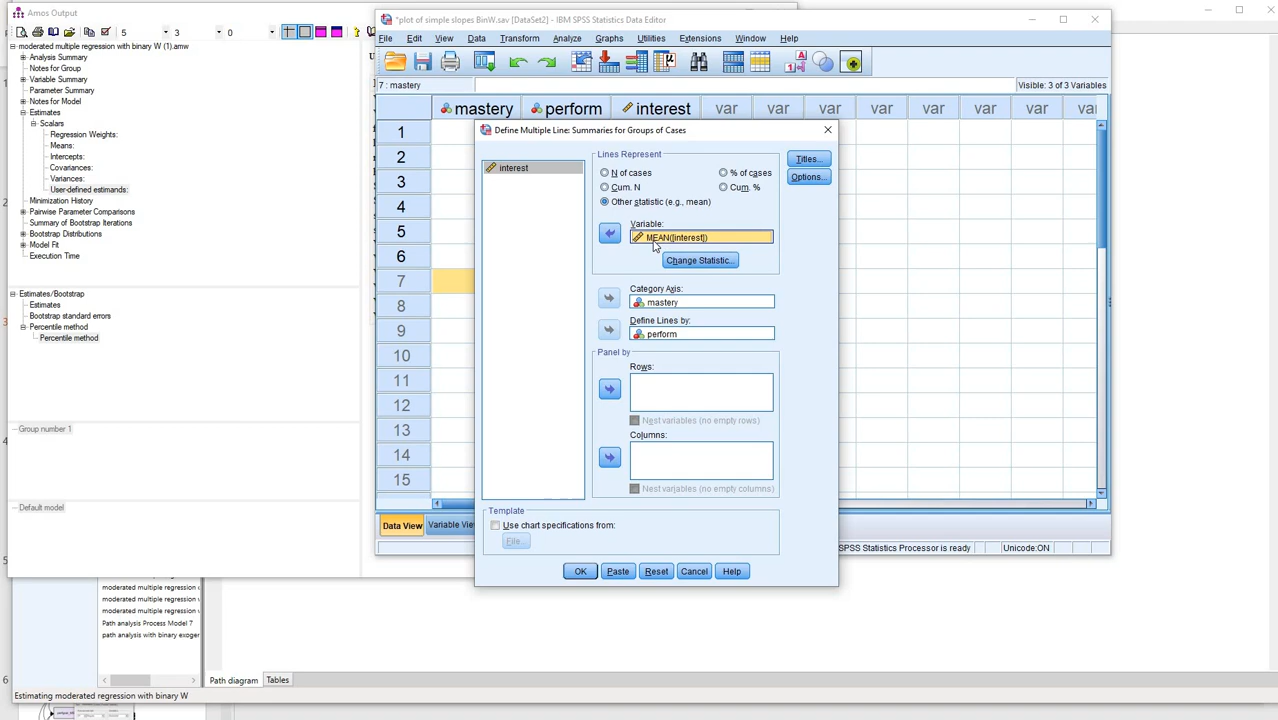 Amos Output
5
3
0
moderated multiple regression with binary W (1).amw
Analysis Summary
Notes for Group
Variable Summary
Parameter Summary
Notes for Model
Estimates
Scalars
Regression Weights:
Means:
Intercepts:
Covariances:
Variances:
User-defined estimands:
Minimization History
Pairwise Parameter Comparisons
Summary of Bootstrap Iterations
Bootstrap Distributions
Model Fit
Execution Time
Estimates/Bootstrap
Estimates
Bootstrap standard errors
Percentile method
Percentile method
Group number 1
Default model
moderated multiple regression c
moderated multiple regression v
moderated multiple regression v
Path analysis Process Model 7
path analysis with binary exoger
Path diagram
Tables
Estimating moderated regression with binary W
*plot of simple slopes BinW.sav [DataSet2] - IBM SPSS Statistics Data Editor
File Edit View Data Transform Analyze Graphs Utilities Extensions Window Help
7 : mastery
Visible: 3 of 3 Variables
mastery perform interest var var var var var var var va
1
2
3
4
5
6
7
8
9
10
11
12
13
14
15
Data View
Variable Vie
SPSS Statistics Processor is ready
Unicode:ON
Define Multiple Line: Summaries for Groups of Cases
interest
Lines Represent
N of cases
% of cases
Cum. N
Cum. %
Other statistic (e.g., mean)
Variable:
MEAN([interest])
Change Statistic...
Category Axis:
mastery
Define Lines by:
perform
Panel by
Rows:
Nest variables (no empty rows)
Columns:
Nest variables (no empty columns)
Titles...
Options...
Template
Use chart specifications from:
File...
OK
Paste
Reset
Cancel
Help